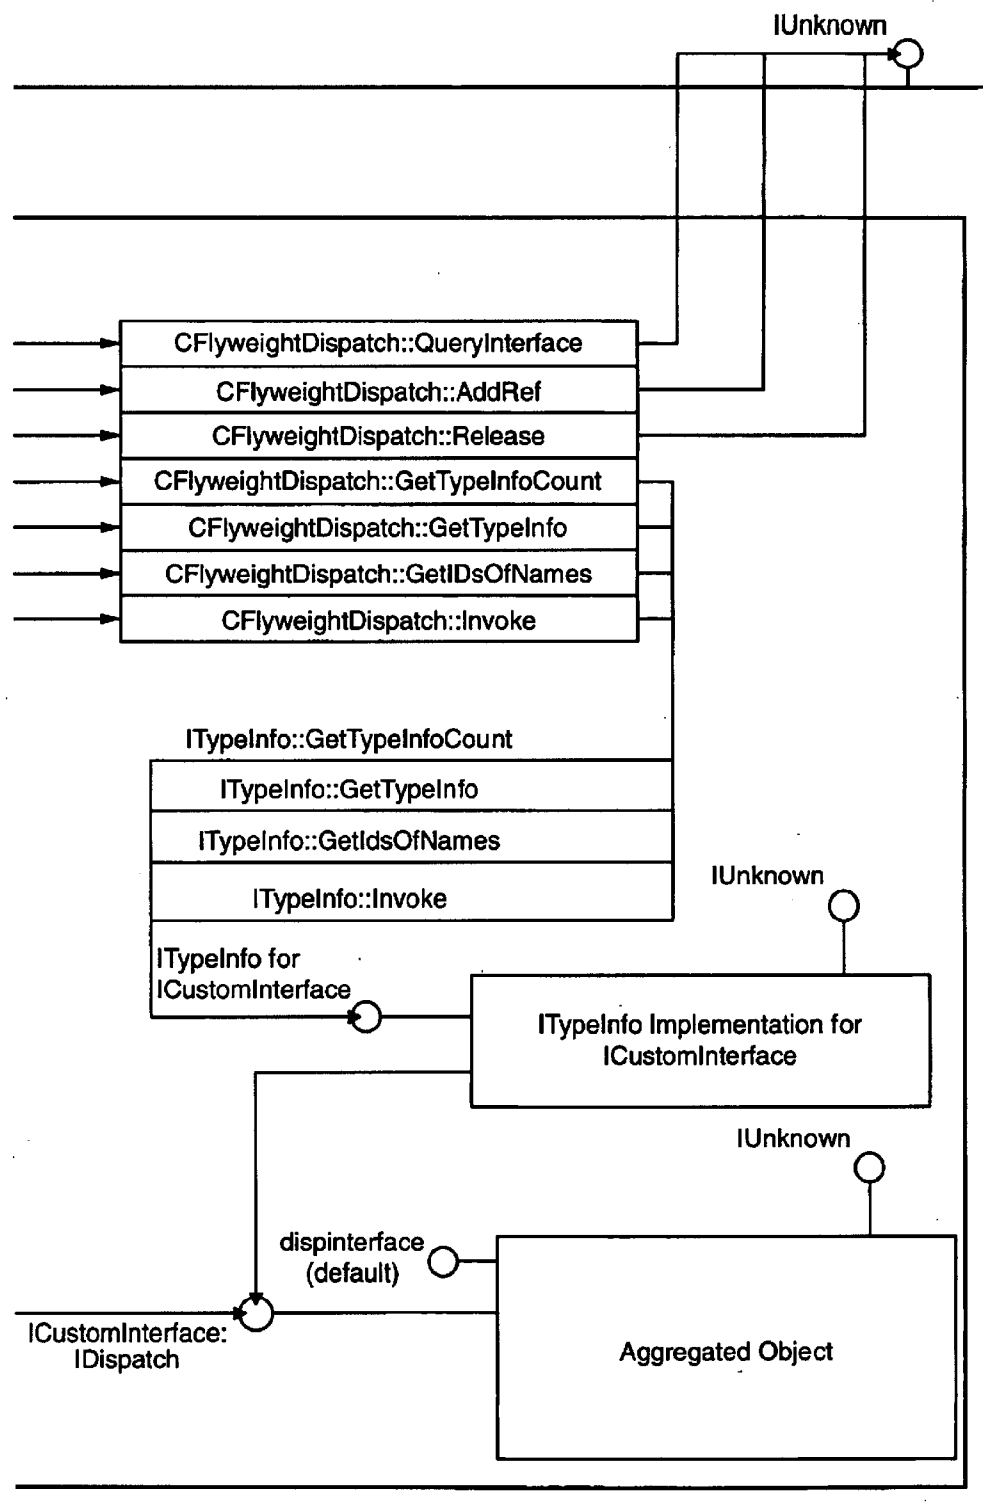 IUnknown
CFlyweightDispatch::QueryInterface
CFlyweightDispatch::AddRef
CFlyweightDispatch::Release
CFlyweightDispatch::GetTypeInfoCount
CFlyweightDispatch::GetTypeInfo
CFlyweightDispatch::GetIDsOfNames
CFlyweightDispatch::Invoke
ITypeInfo::GetTypeInfoCount
ITypeInfo::GetTypeInfo
ITypeInfo::GetIdsOfNames
ITypeInfo::Invoke
IUnknown
ITypeInfo for
ICustomInterface
ITypeInfo Implementation for
ICustomInterface
IUnknown
dispinterface
(default)
ICustomInterface:
IDispatch
Aggregated Object